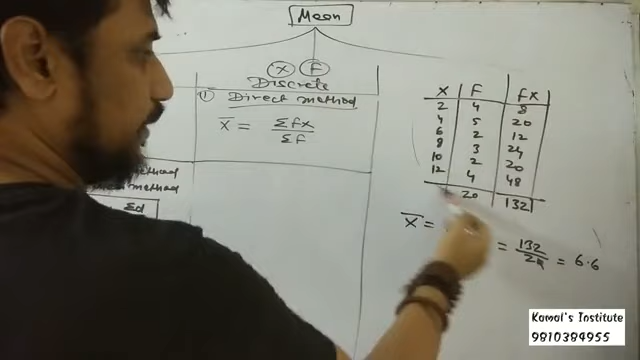 Mean
X F
Discrete
① Direct method
X̄ = Σfx / Σf
method
method
Σd
X F FX
2 4 8
4 5 20
6 2 12
8 3 24
10 2 20
12 4 48
20 132
X̄ =
= 132 / 20 = 6.6
Kamal's Institute
9810384955